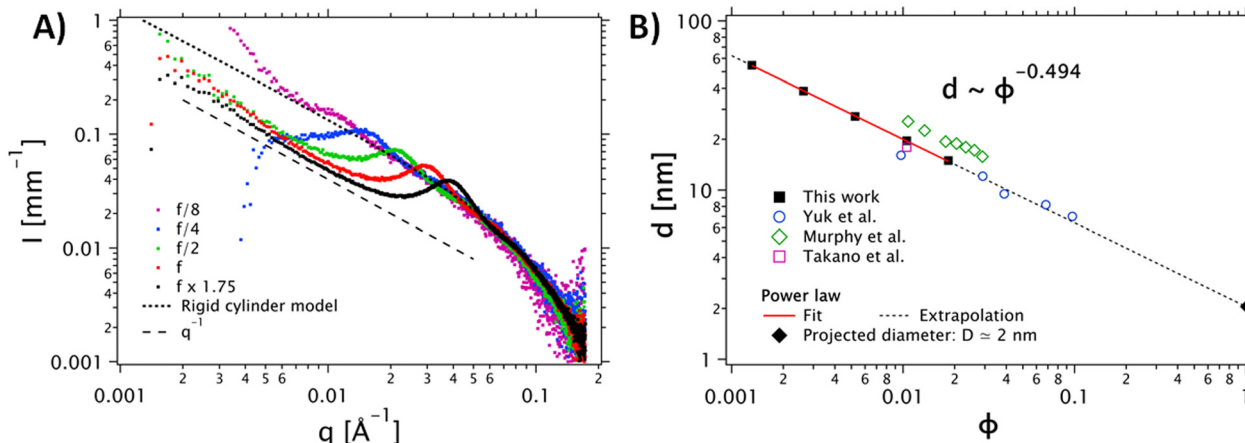 A)
I [mm⁻¹]
1
8
6
4
2
0.1
8
6
4
2
0.01
8
6
4
2
0.001
f/8
f/4
f/2
f
f x 1.75
Rigid cylinder model
q⁻¹
0.001 2 3 4 5 6 0.01 2 3 4 5 6 0.1 2
q [Å⁻¹]
B)
d [nm]
100
8
6
4
2
10
8
6
4
2
1
d ~ ϕ^-0.494
This work
Yuk et al.
Murphy et al.
Takano et al.
Power law
Fit
Extrapolation
Projected diameter: D ≃ 2 nm
0.001 2 4 6 8 0.01 2 4 6 8 0.1 2 4 6 8 1
ϕ